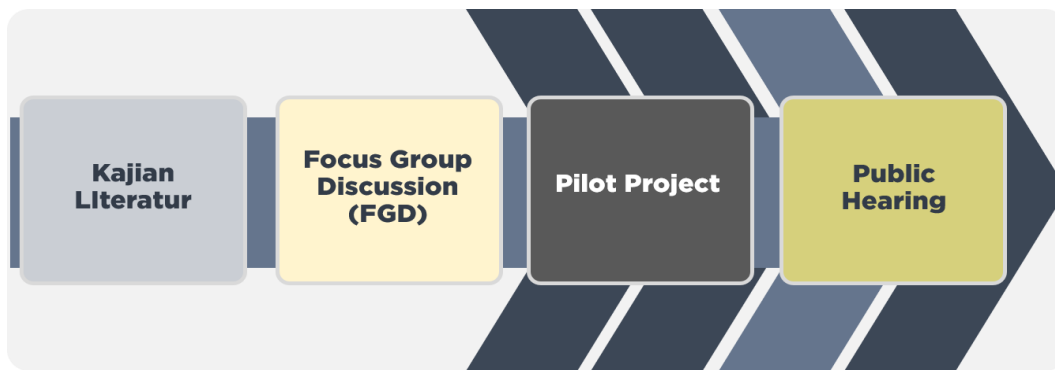 Kajian
LIteratur
Focus Group
Discussion
(FGD)
Pilot Project
Public
Hearing